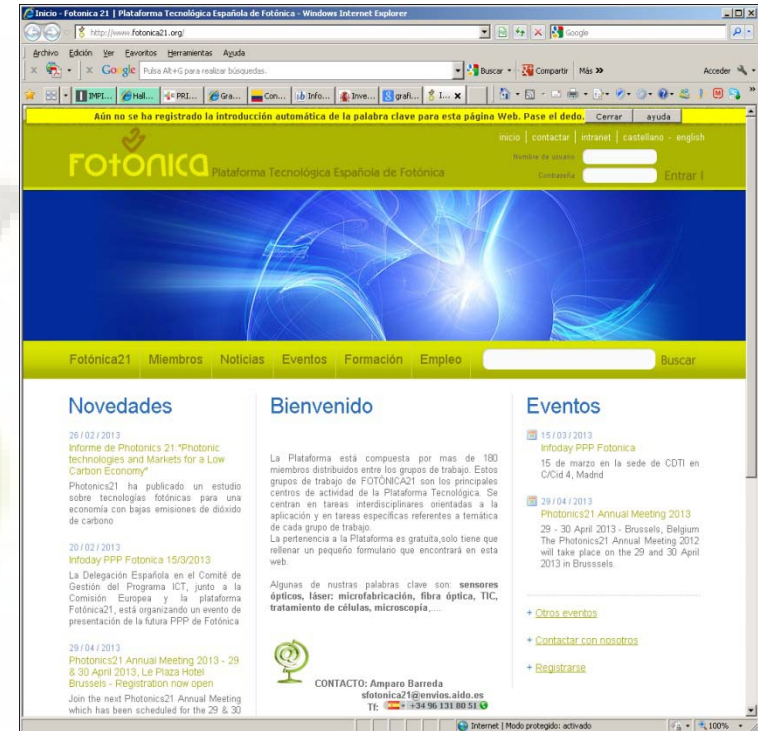 Inicio - Fotonica 21 | Plataforma Tecnológica Española de Fotónica - Windows Internet Explorer
http://www.fotonica21.org/
Google
Archivo Edición Ver Favoritos Herramientas Ayuda
Google Pulsa Alt+G para realizar búsquedas. Buscar Compartir Más » Acceder
IMPI... Hall... PRI... Gra... Con... Info... Inve... grafi... I... x
Aún no se ha registrado la introducción automática de la palabra clave para esta página Web. Pase el dedo. Cerrar ayuda
inicio | contactar | intranet | castellano - english
Nombre de usuario
Fotónica Plataforma Tecnológica Española de Fotónica
Contraseña Entrar |
Fotónica21 Miembros Noticias Eventos Formación Empleo Buscar
Novedades
26/02/2013
Informe de Photonics 21:"Photonic
technologies and Markets for a Low
Carbon Economy"
Photonics21 ha publicado un estudio
sobre tecnologías fotónicas para una
economía con bajas emisiones de dióxido
de carbono
20/02/2013
Infoday PPP Fotonica 15/3/2013
La Delegación Española en el Comité de
Gestión del Programa ICT, junto a la
Comisión Europea y la plataforma
Fotónica21, está organizando un evento de
presentación de la futura PPP de Fotónica
29/04/2013
Photonics21 Annual Meeting 2013 - 29
& 30 April 2013, Le Plaza Hotel
Brussels - Registration now open
Join the next Photonics21 Annual Meeting
which has been scheduled for the 29 & 30
Bienvenido
La Plataforma está compuesta por mas de 180
miembros distribuidos entre los grupos de trabajo. Estos
grupos de trabajo de FOTÓNICA21 son los principales
centros de actividad de la Plataforma Tecnológica. Se
centran en tareas interdisciplinares orientadas a la
aplicación y en tareas específicas referentes a temática
de cada grupo de trabajo.
La pertenencia a la Plataforma es gratuita,solo tiene que
rellenar un pequeño formulario que encontrará en esta
web.
Algunas de nustras palabras clave son: sensores
ópticos, láser: microfabricación, fibra óptica, TIC,
tratamiento de células, microscopía,....
CONTACTO: Amparo Barreda
sfotonica21@envios.aido.es
Tf: +34 96 131 80 51
Eventos
15/03/2013
Infoday PPP Fotonica
15 de marzo en la sede de CDTI en
C/Cid 4, Madrid
29/04/2013
Photonics21 Annual Meeting 2013
29 - 30 April 2013 - Brussels, Belgium
The Photonics21 Annual Meeting 2012
will take place on the 29 and 30 April
2013 in Brusssels.
+ Otros eventos
+ Contactar con nosotros
+ Registrarse
Internet | Modo protegido: activado 100%